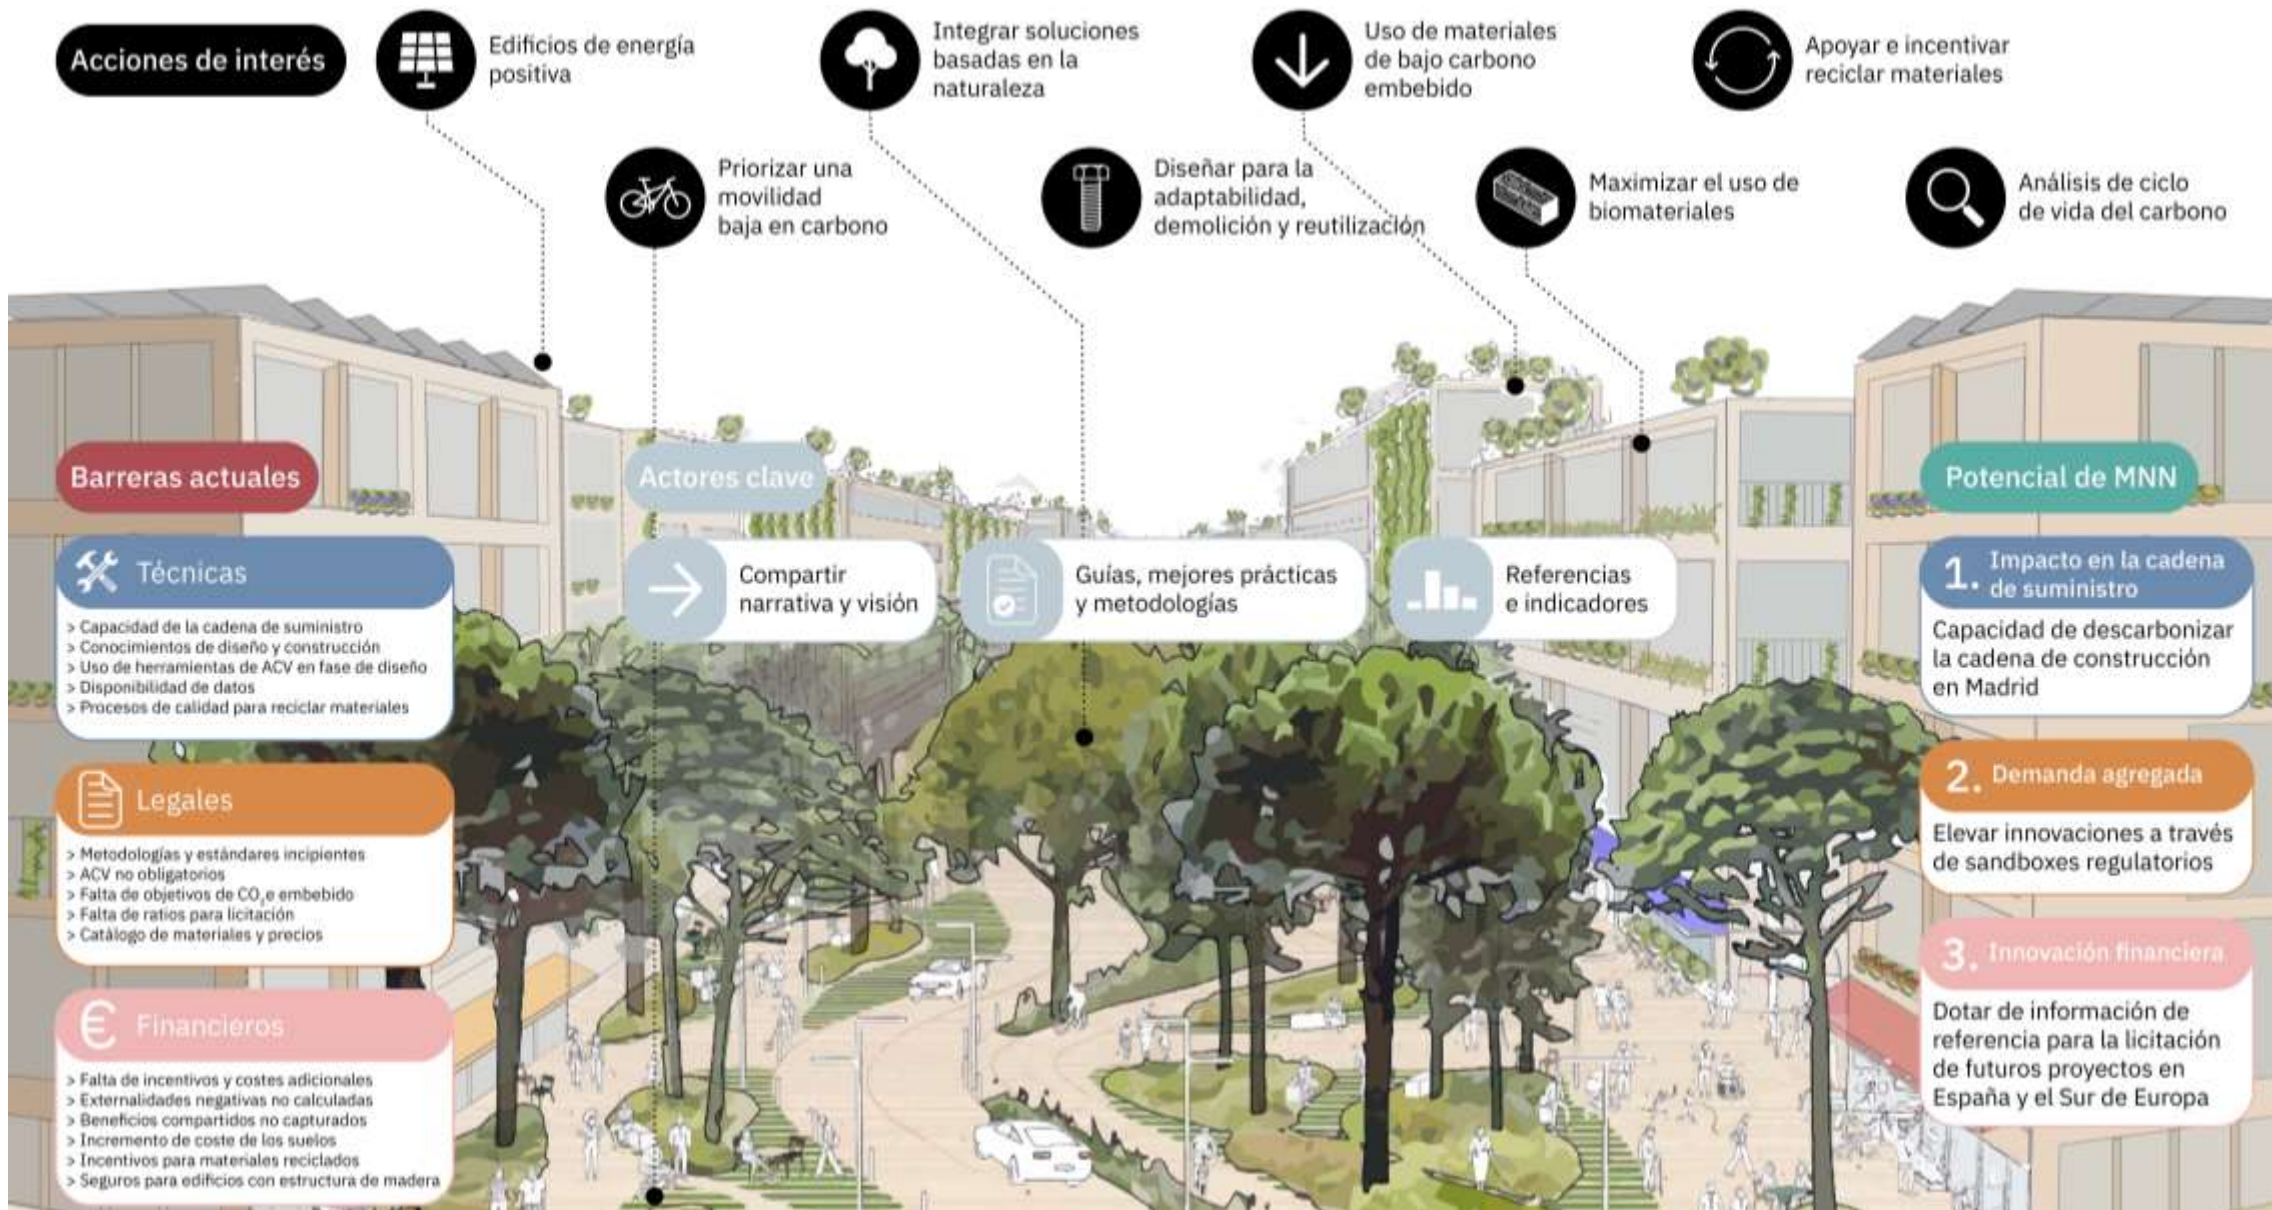 Acciones de interés
Edificios de energía
positiva
Integrar soluciones
basadas en la
naturaleza
Uso de materiales
de bajo carbono
embebido
Apoyar e incentivar
reciclar materiales
Priorizar una
movilidad
baja en carbono
Diseñar para la
adaptabilidad,
demolición y reutilización
Maximizar el uso de
biomateriales
Análisis de ciclo
de vida del carbono
Barreras actuales
Técnicas
> Capacidad de la cadena de suministro
> Conocimientos de diseño y construcción
> Uso de herramientas de ACV en fase de diseño
> Disponibilidad de datos
> Procesos de calidad para reciclar materiales
Legales
> Metodologías y estándares incipientes
> ACV no obligatorios
> Falta de objetivos de CO₂e embebido
> Falta de ratios para licitación
> Catálogo de materiales y precios
€ Financieros
> Falta de incentivos y costes adicionales
> Externalidades negativas no calculadas
> Beneficios compartidos no capturados
> Incremento de coste de los suelos
> Incentivos para materiales reciclados
> Seguros para edificios con estructura de madera
Actores clave
Compartir
narrativa y visión
Guías, mejores prácticas
y metodologías
Referencias
e indicadores
Potencial de MNN
1. Impacto en la cadena
de suministro
Capacidad de descarbonizar
la cadena de construcción
en Madrid
2. Demanda agregada
Elevar innovaciones a través
de sandboxes regulatorios
3. Innovación financiera
Dotar de información de
referencia para la licitación
de futuros proyectos en
España y el Sur de Europa